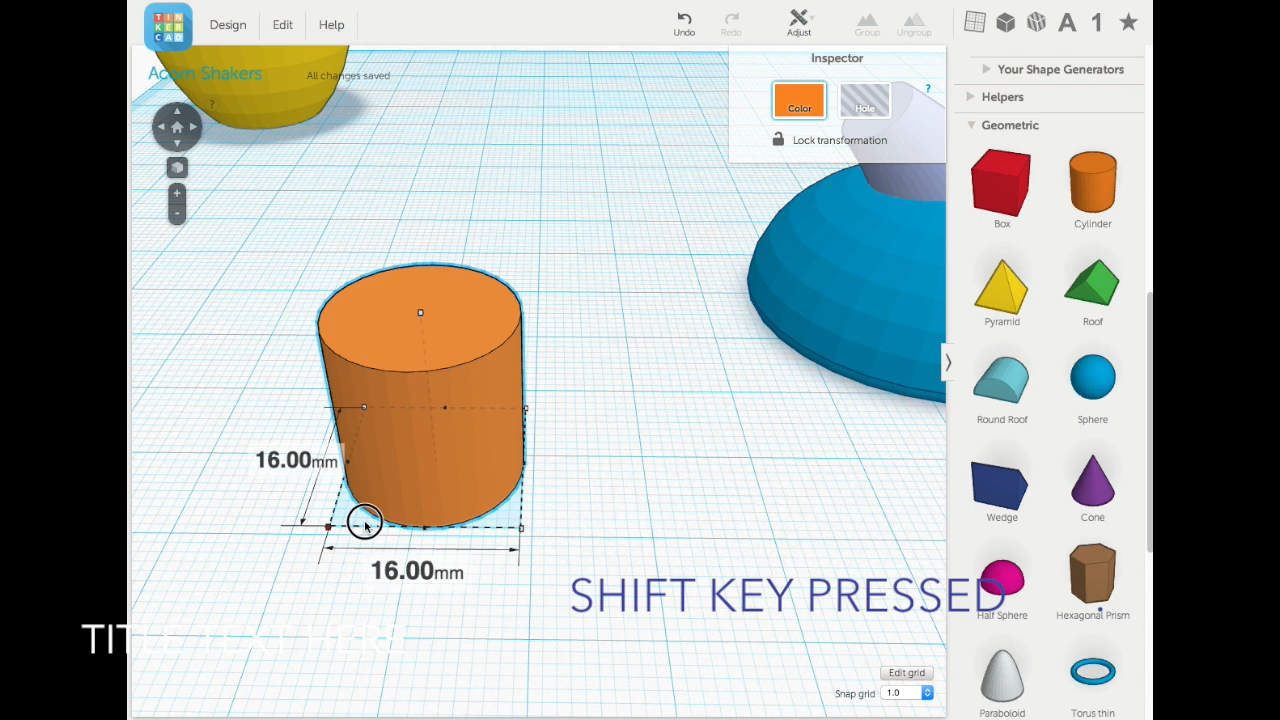 TIN
KER
CAD
Design
Edit
Help
Undo
Redo
Adjust
Group
Ungroup
A
1
Acorn Shakers
All changes saved
?
Inspector
?
Color
Hole
Lock transformation
+
-
Your Shape Generators
Helpers
Geometric
Box
Cylinder
Pyramid
Roof
Round Roof
Sphere
Wedge
Cone
Half Sphere
Hexagonal Prism
Paraboloid
Torus thin
16.00mm
16.00mm
SHIFT KEY PRESSED
TITLE TEXT HERE
Edit grid
Snap grid 1.0